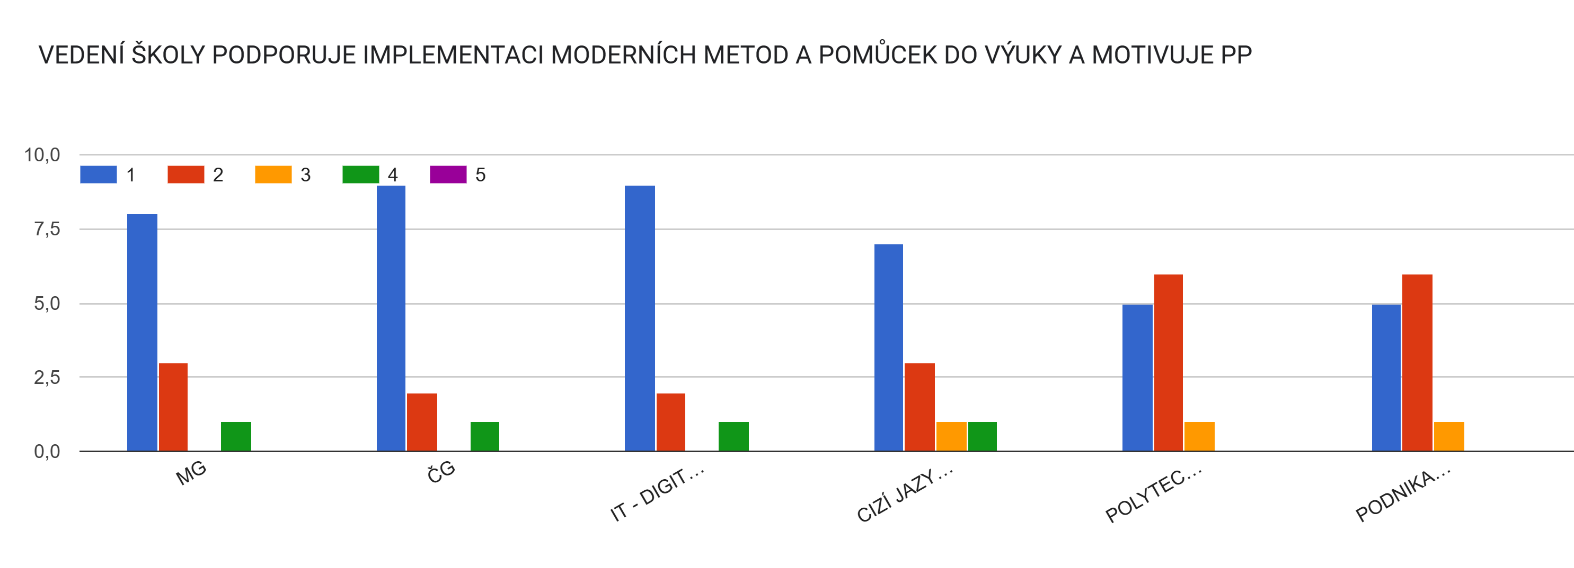 VEDENÍ ŠKOLY PODPORUJE IMPLEMENTACI MODERNÍCH METOD A POMŮCEK DO VÝUKY A MOTIVUJE PP
10,0
1 2 3 4 5
7,5
5,0
2,5
0,0
MG ČG IT - DIGIT… CIZÍ JAZY… POLYTEC… PODNIKA…